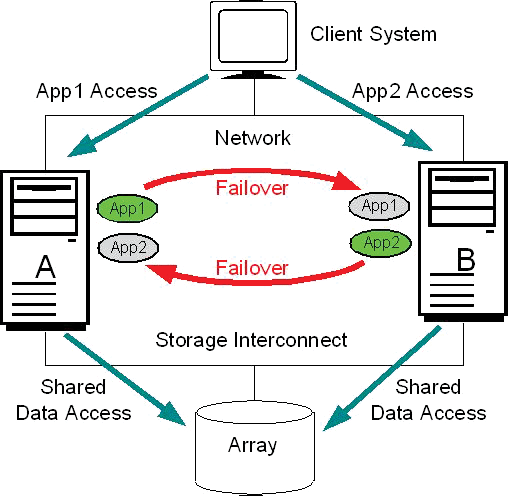 Client System
App1 Access
App2 Access
Network
Failover
App1
App1
App2
App2
A
B
Failover
Storage Interconnect
Shared
Data Access
Shared
Data Access
Array